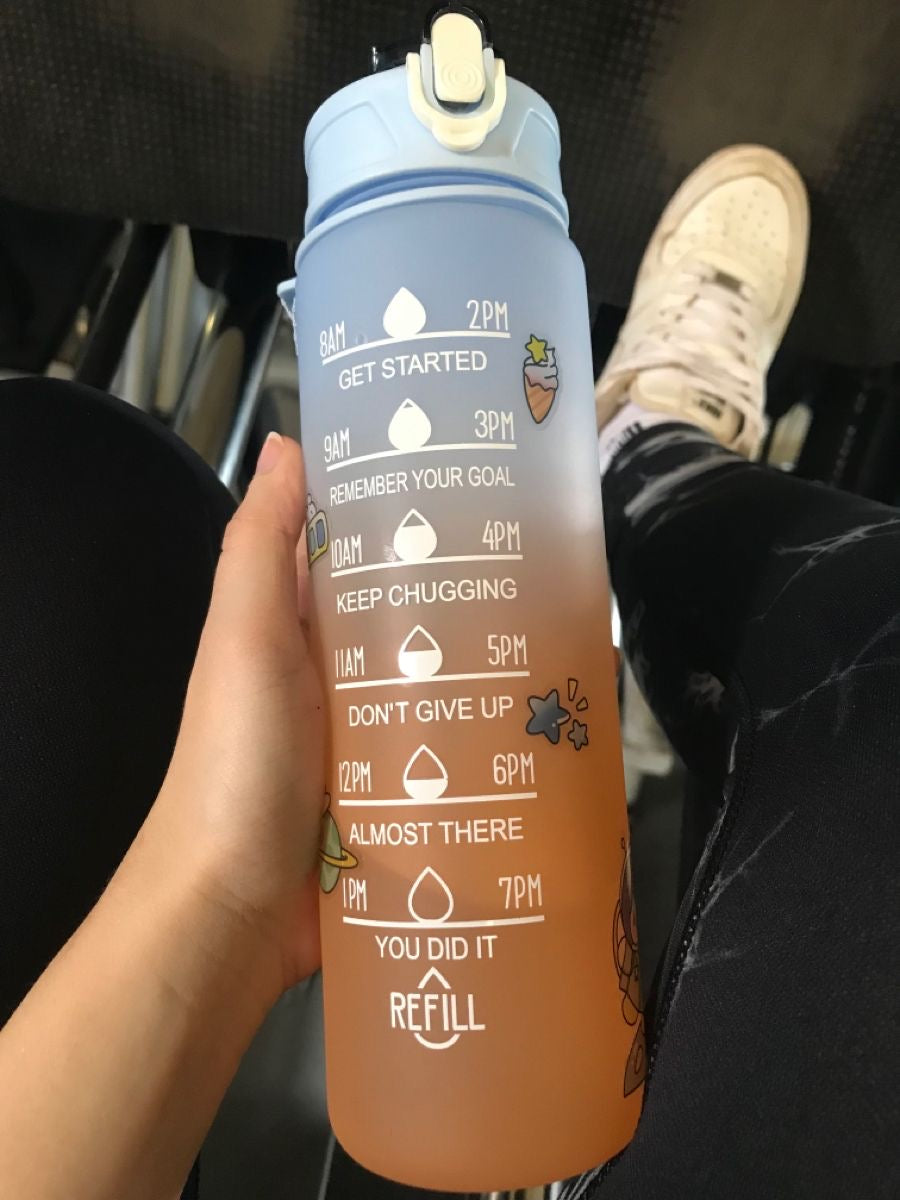 8AM 2PM
GET STARTED
9AM 3PM
REMEMBER YOUR GOAL
10AM 4PM
KEEP CHUGGING
11AM 5PM
DON'T GIVE UP
12PM 6PM
ALMOST THERE
1PM 7PM
YOU DID IT
REFILL